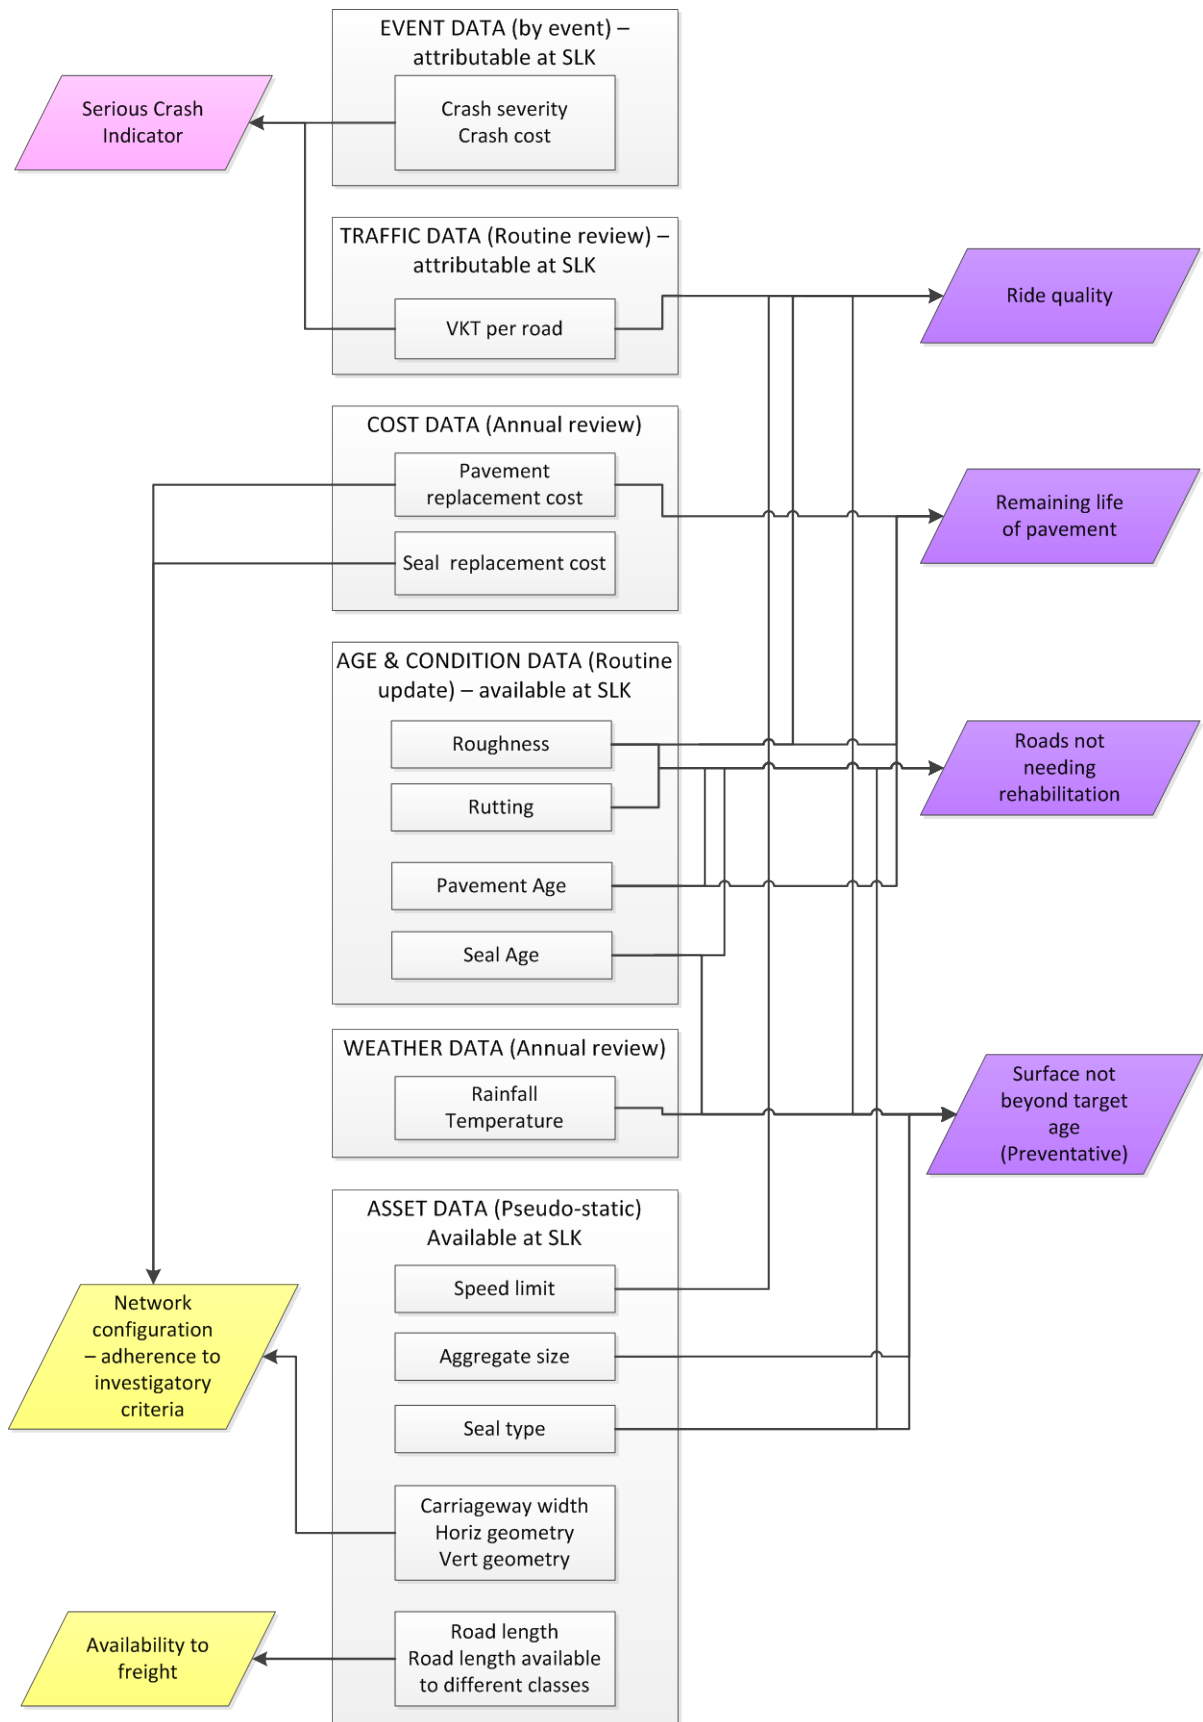 EVENT DATA (by event) –
attributable at SLK
Crash severity
Crash cost
Serious Crash
Indicator
TRAFFIC DATA (Routine review) –
attributable at SLK
VKT per road
Ride quality
COST DATA (Annual review)
Pavement
replacement cost
Seal  replacement cost
Remaining life
of pavement
AGE & CONDITION DATA (Routine
update) – available at SLK
Roughness
Rutting
Pavement Age
Seal Age
Roads not
needing
rehabilitation
WEATHER DATA (Annual review)
Rainfall
Temperature
Surface not
beyond target
age
(Preventative)
ASSET DATA (Pseudo-static)
Available at SLK
Speed limit
Aggregate size
Seal type
Carriageway width
Horiz geometry
Vert geometry
Road length
Road length available
to different classes
Network
configuration
– adherence to
investigatory
criteria
Availability to
freight